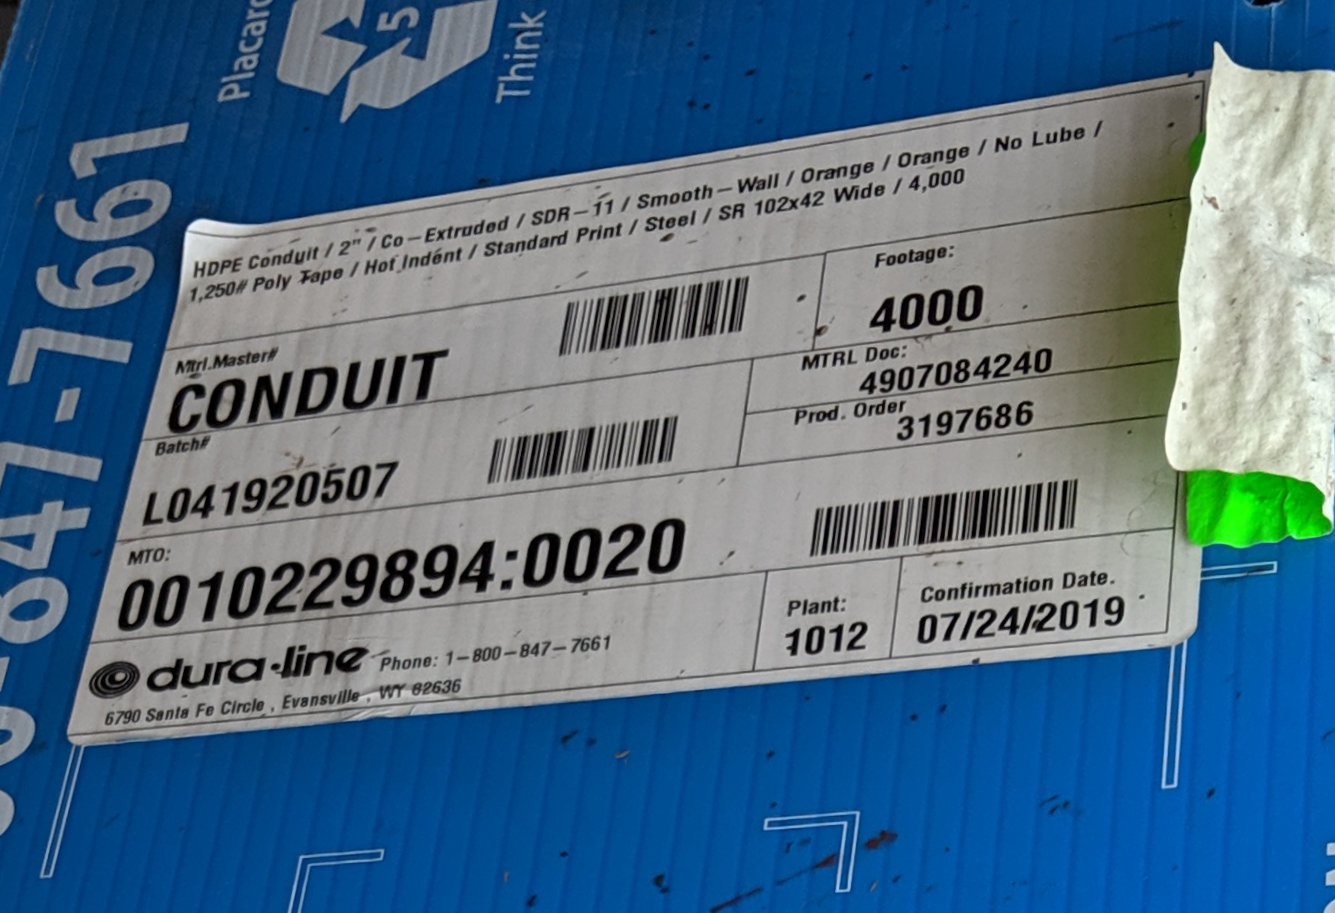 Placard
5
Think
HDPE Conduit / 2" / Co-Extruded / SDR-11 / Smooth-Wall / Orange / Orange / No Lube /
1,250# Poly Tape / Hot Indent / Standard Print / Steel / SR 102x42 Wide / 4,000
Footage:
4000
Mtrl.Master#
CONDUIT
MTRL Doc:
4907084240
Batch#
L041920507
Prod. Order
3197686
MTO:
0010229894:0020
Plant:
1012
Confirmation Date.
07/24/2019
dura-line Phone: 1-800-847-7661
6790 Santa Fe Circle , Evansville , WY 82636
847-7661